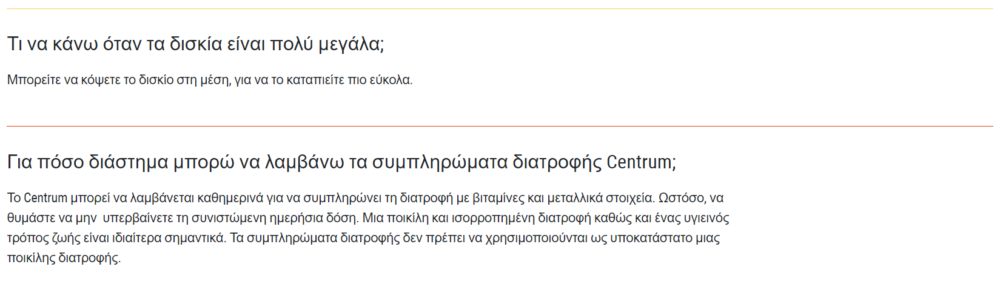 Τι να κάνω όταν τα δισκία είναι πολύ μεγάλα;
Μπορείτε να κόψετε το δισκίο στη μέση, για να το καταπιείτε πιο εύκολα.
Για πόσο διάστημα μπορώ να λαμβάνω τα συμπληρώματα διατροφής Centrum;
Το Centrum μπορεί να λαμβάνεται καθημερινά για να συμπληρώνει τη διατροφή με βιταμίνες και μεταλλικά στοιχεία. Ωστόσο, να
θυμάστε να μην  υπερβαίνετε τη συνιστώμενη ημερήσια δόση. Μια ποικίλη και ισορροπημένη διατροφή καθώς και ένας υγιεινός
τρόπος ζωής είναι ιδιαίτερα σημαντικά. Τα συμπληρώματα διατροφής δεν πρέπει να χρησιμοποιούνται ως υποκατάστατο μιας
ποικίλης διατροφής.